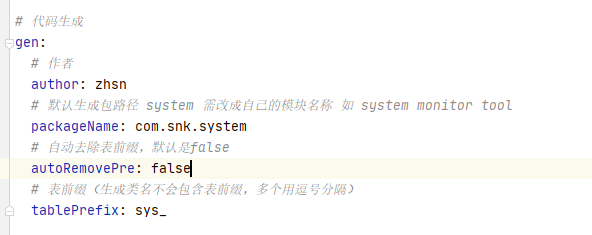 # 代码生成
gen:
# 作者
author: zhsn
# 默认生成包路径 system 需改成自己的模块名称 如 system monitor tool
packageName: com.snk.system
# 自动去除表前缀，默认是false
autoRemovePre: false
# 表前缀（生成类名不会包含表前缀，多个用逗号分隔）
tablePrefix: sys_